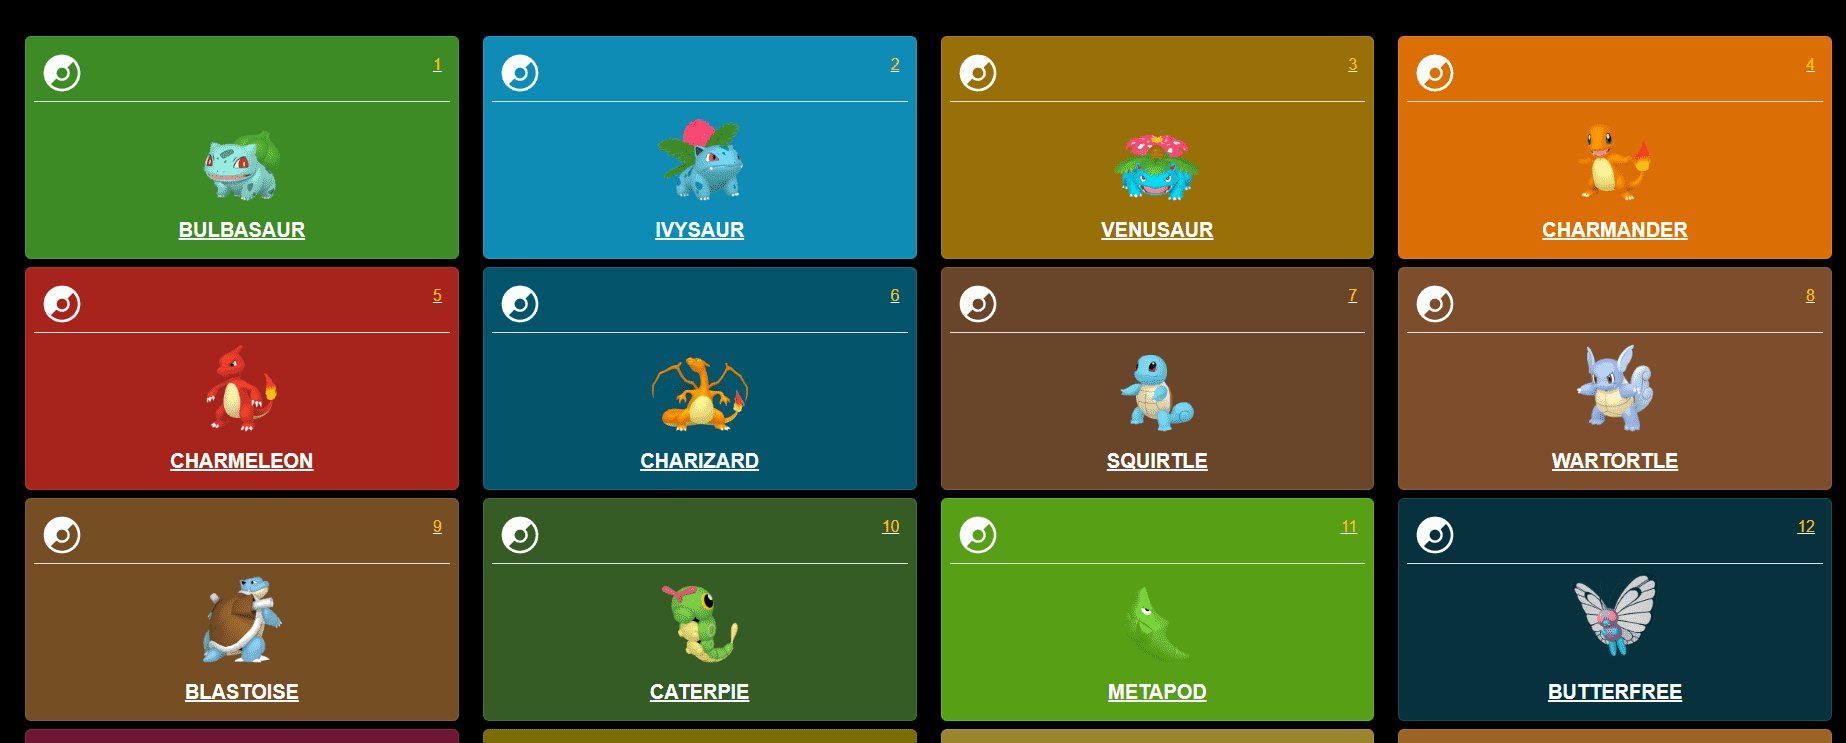 1
2
3
4
BULBASAUR
IVYSAUR
VENUSAUR
CHARMANDER
5
6
7
8
CHARMELEON
CHARIZARD
SQUIRTLE
WARTORTLE
9
10
11
12
BLASTOISE
CATERPIE
METAPOD
BUTTERFREE